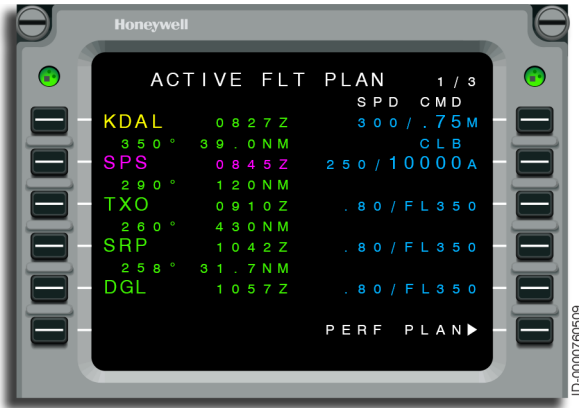 Honeywell
ACTIVE FLT PLAN 1/3
SPD CMD
KDAL 0827Z 300/.75M
350° 39.0NM CLB
SPS 0845Z 250/10000A
290° 120NM
TXO 0910Z .80/FL350
260° 430NM
SRP 1042Z .80/FL350
258° 31.7NM
DGL 1057Z .80/FL350
PERF PLAN▶
ID-0000760509